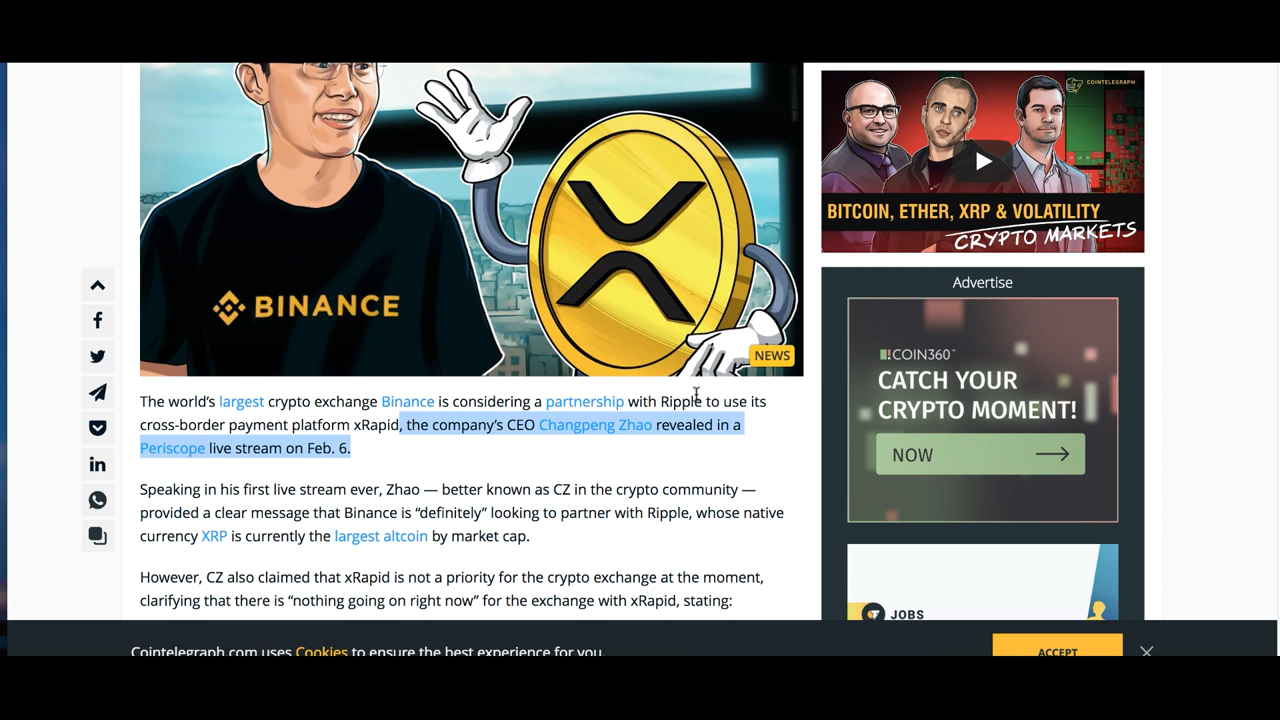 BINANCE
NEWS
The world's largest crypto exchange Binance is considering a partnership with Ripple to use its
cross-border payment platform xRapid, the company's CEO Changpeng Zhao revealed in a
Periscope live stream on Feb. 6.
Speaking in his first live stream ever, Zhao — better known as CZ in the crypto community —
provided a clear message that Binance is “definitely” looking to partner with Ripple, whose native
currency XRP is currently the largest altcoin by market cap.
However, CZ also claimed that xRapid is not a priority for the crypto exchange at the moment,
clarifying that there is “nothing going on right now” for the exchange with xRapid, stating:
COINTELEGRAPH
BITCOIN, ETHER, XRP & VOLATILITY
CRYPTO MARKETS
Advertise
COIN360™
CATCH YOUR
CRYPTO MOMENT!
NOW
JOBS
Cointelegraph.com uses Cookies to ensure the best experience for you.
ACCEPT